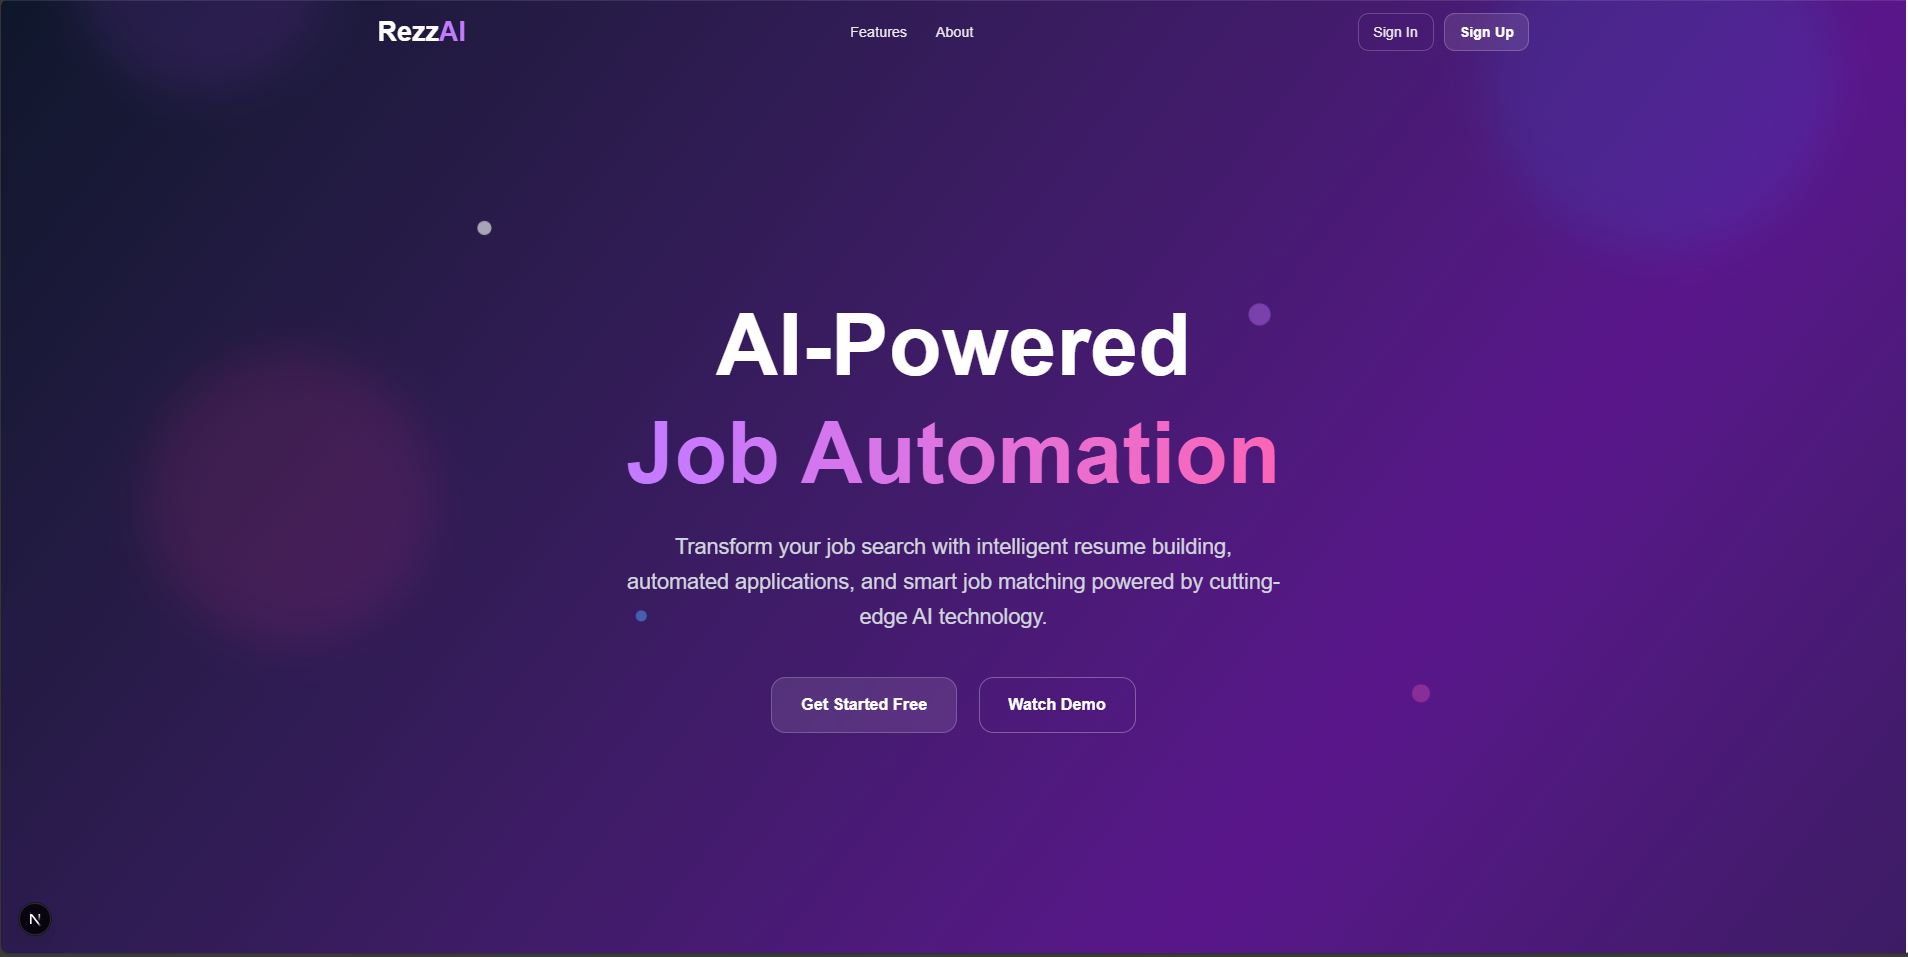 RezzAI
Features
About
Sign In
Sign Up
AI-Powered
Job Automation
Transform your job search with intelligent resume building,
automated applications, and smart job matching powered by cutting-
edge AI technology.
Get Started Free
Watch Demo
N